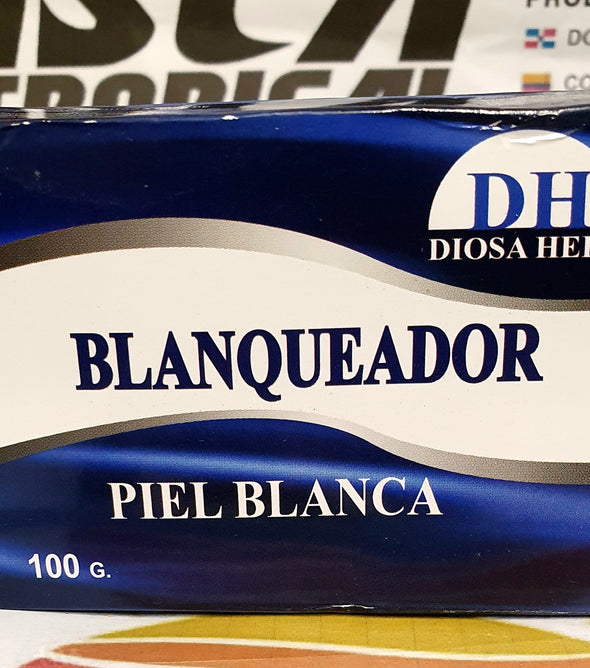 DH
DIOSA
BLANQUEADOR
PIEL BLANCA
100 G.